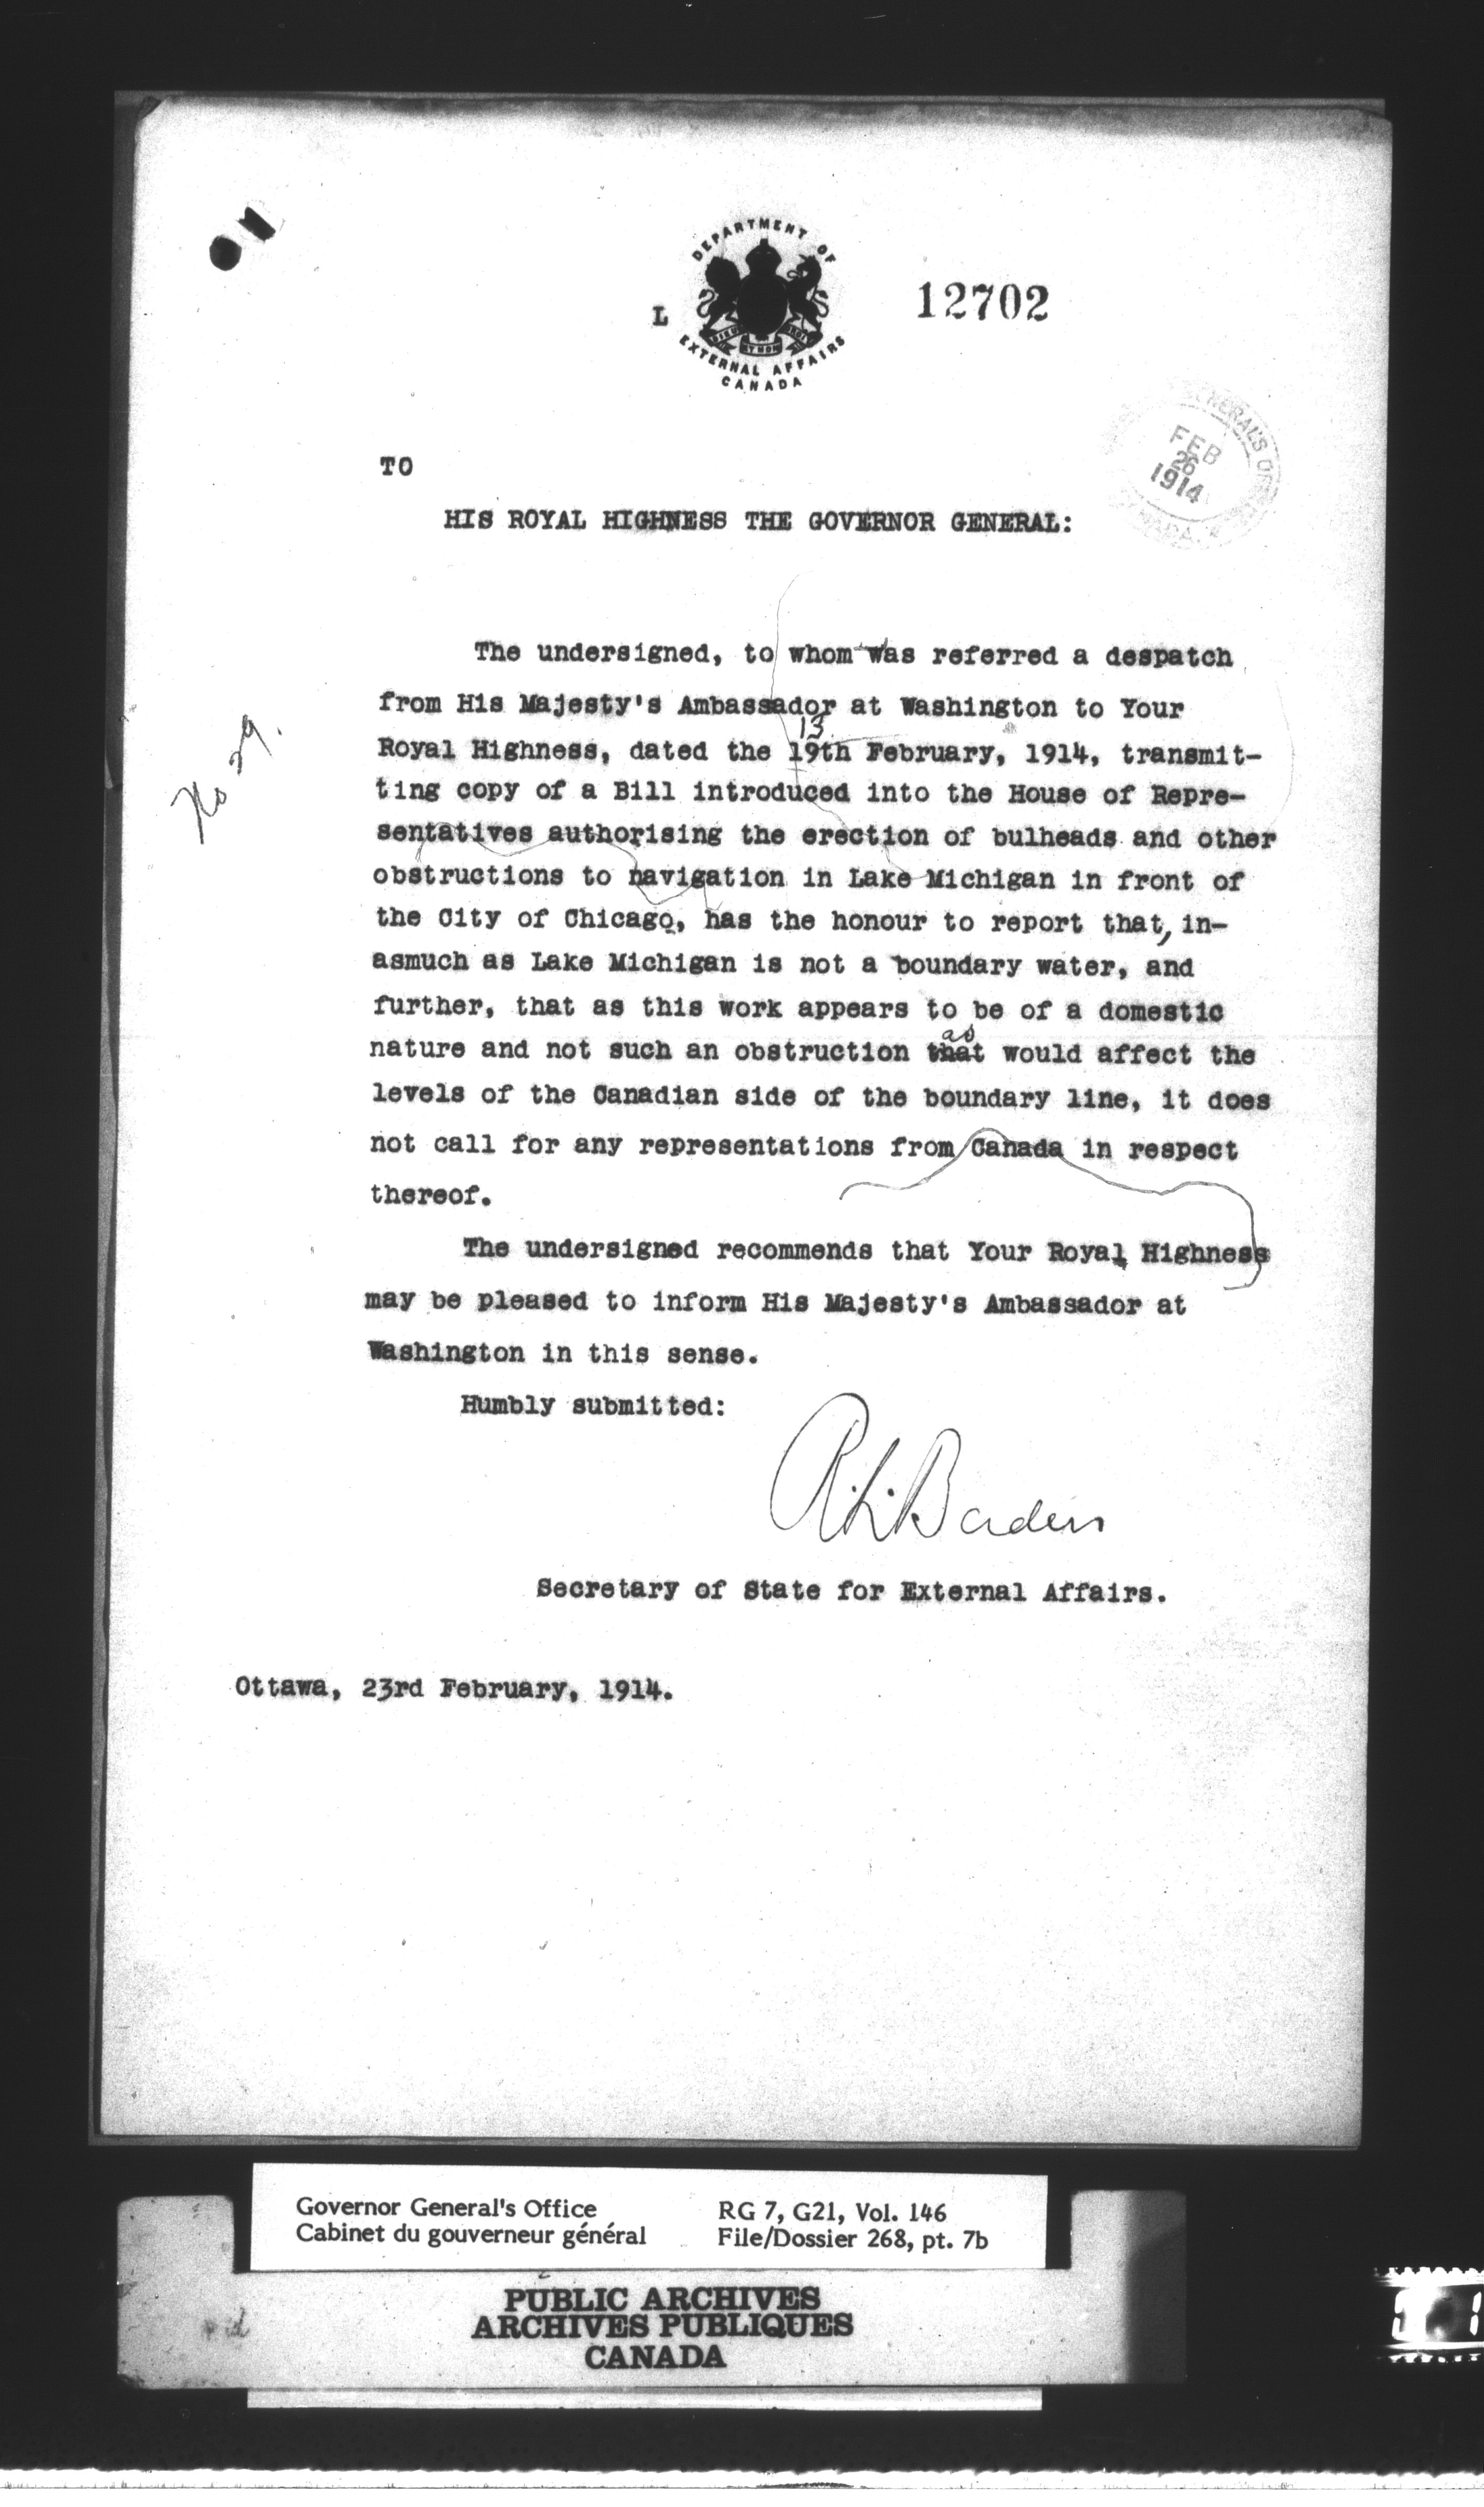 DEPARTMENT OF
EXTERNAL AFFAIRS
CANADA
L
12702
GENERAL'S
FEB
26
1914
TO
HIS ROYAL HIGHNESS THE GOVERNOR GENERAL:
No 29.
The undersigned, to whom was referred a despatch
from His Majesty's Ambassador at Washington to Your
13
Royal Highness, dated the 19th February, 1914, transmit-
ting copy of a Bill introduced into the House of Repre-
sentatives authorising the erection of bulheads and other
obstructions to navigation in Lake Michigan in front of
the City of Chicago, has the honour to report that, in-
asmuch as Lake Michigan is not a boundary water, and
further, that as this work appears to be of a domestic
as
nature and not such an obstruction that would affect the
levels of the Canadian side of the boundary line, it does
not call for any representations from Canada in respect
thereof.
The undersigned recommends that Your Royal Highness
may be pleased to inform His Majesty's Ambassador at
Washington in this sense.
Humbly submitted:
R.L.Borden
Secretary of State for External Affairs.
Ottawa, 23rd February, 1914.
Governor General's Office
Cabinet du gouverneur général
RG 7, G21, Vol. 146
File/Dossier 268, pt. 7b
PUBLIC ARCHIVES
ARCHIVES PUBLIQUES
CANADA